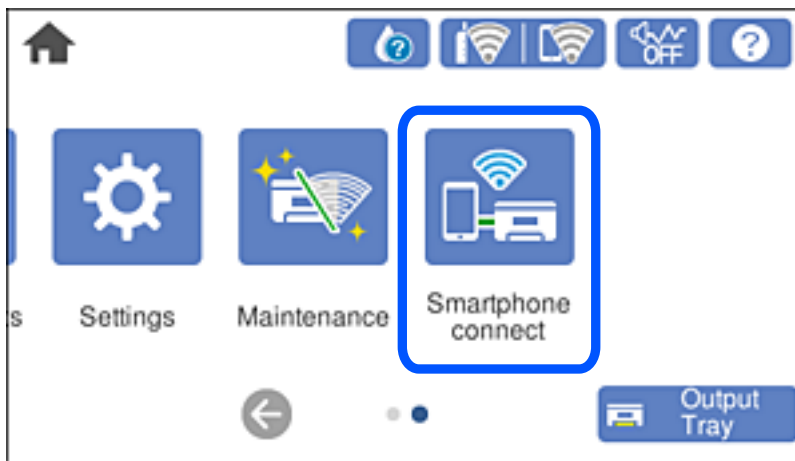 ?
OFF
?
s
Settings
Maintenance
Smartphone
connect
Output
Tray